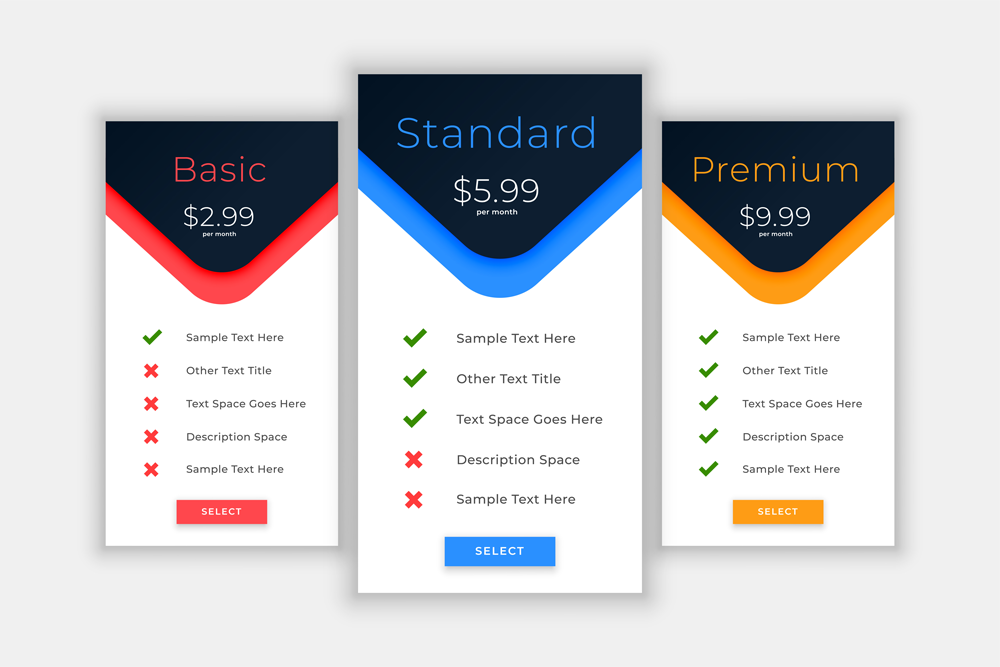 Basic
$2.99
per month
Sample Text Here
Other Text Title
Text Space Goes Here
Description Space
Sample Text Here
SELECT
Standard
$5.99
per month
Sample Text Here
Other Text Title
Text Space Goes Here
Description Space
Sample Text Here
SELECT
Premium
$9.99
per month
Sample Text Here
Other Text Title
Text Space Goes Here
Description Space
Sample Text Here
SELECT